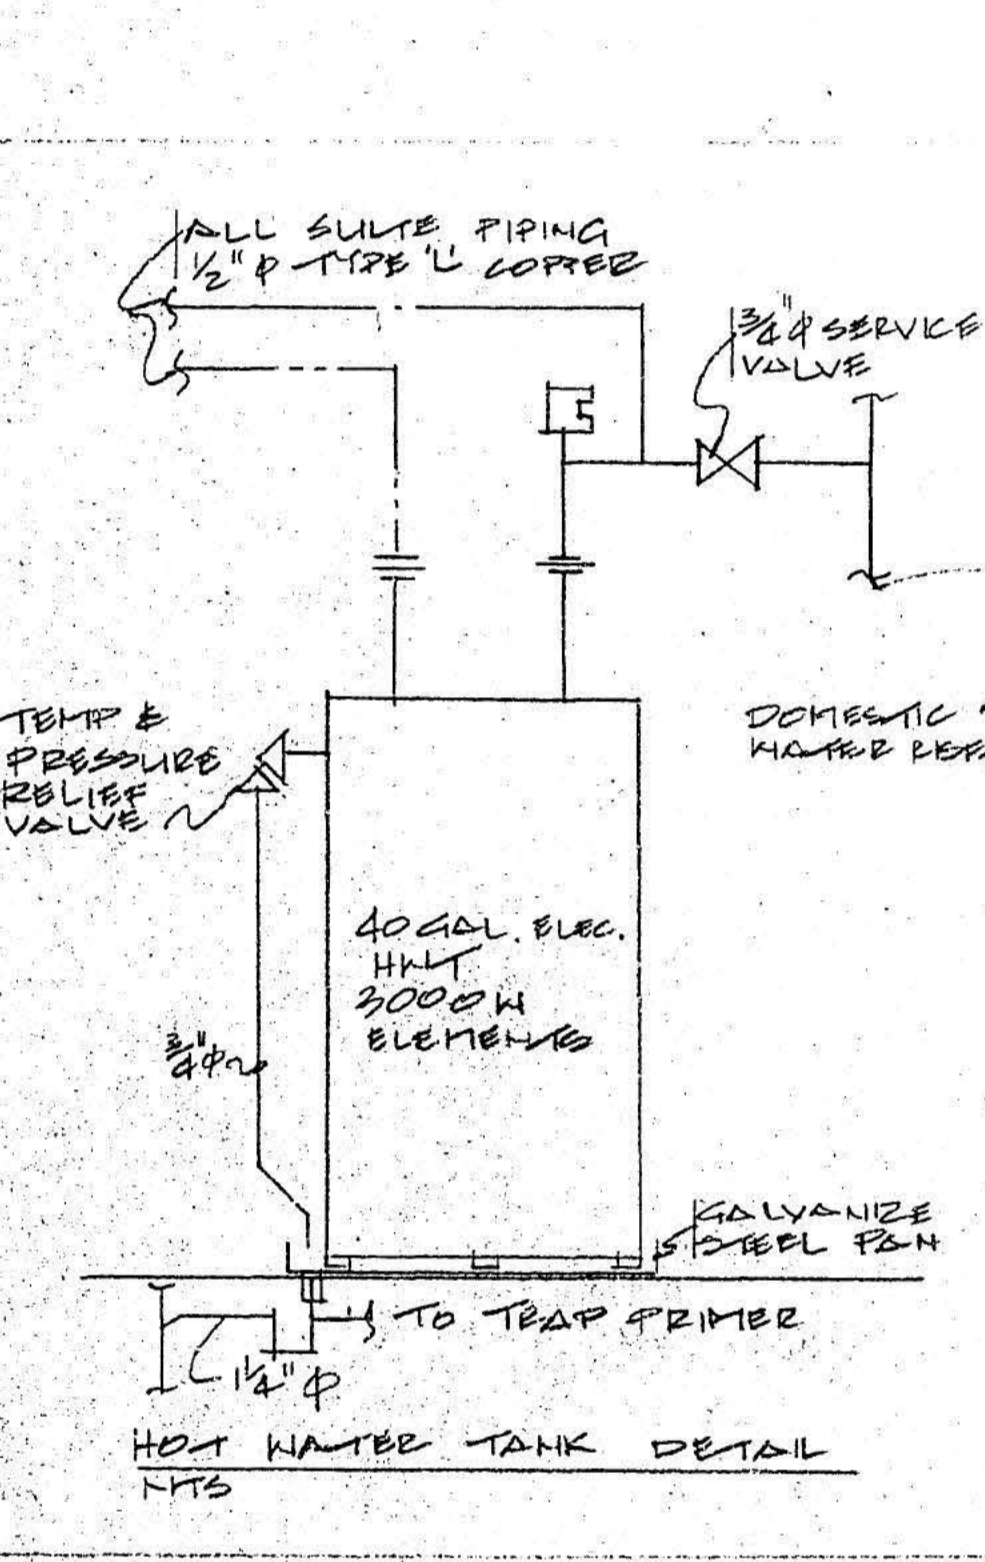 ALL SUITE PIPING
1/2" φ TYPE 'L' COPPER
3/4" φ SERVICE
VALVE
TEMP &
PRESSURE
RELIEF
VALVE
DOMESTIC
WATER
40 GAL. ELEC.
HWT
3000W
ELEMENTS
3/4" φ
GALVANIZE
STEEL PAN
TO TRAP PRIMER
1 1/4" φ
HOT WATER TANK DETAIL
NTS